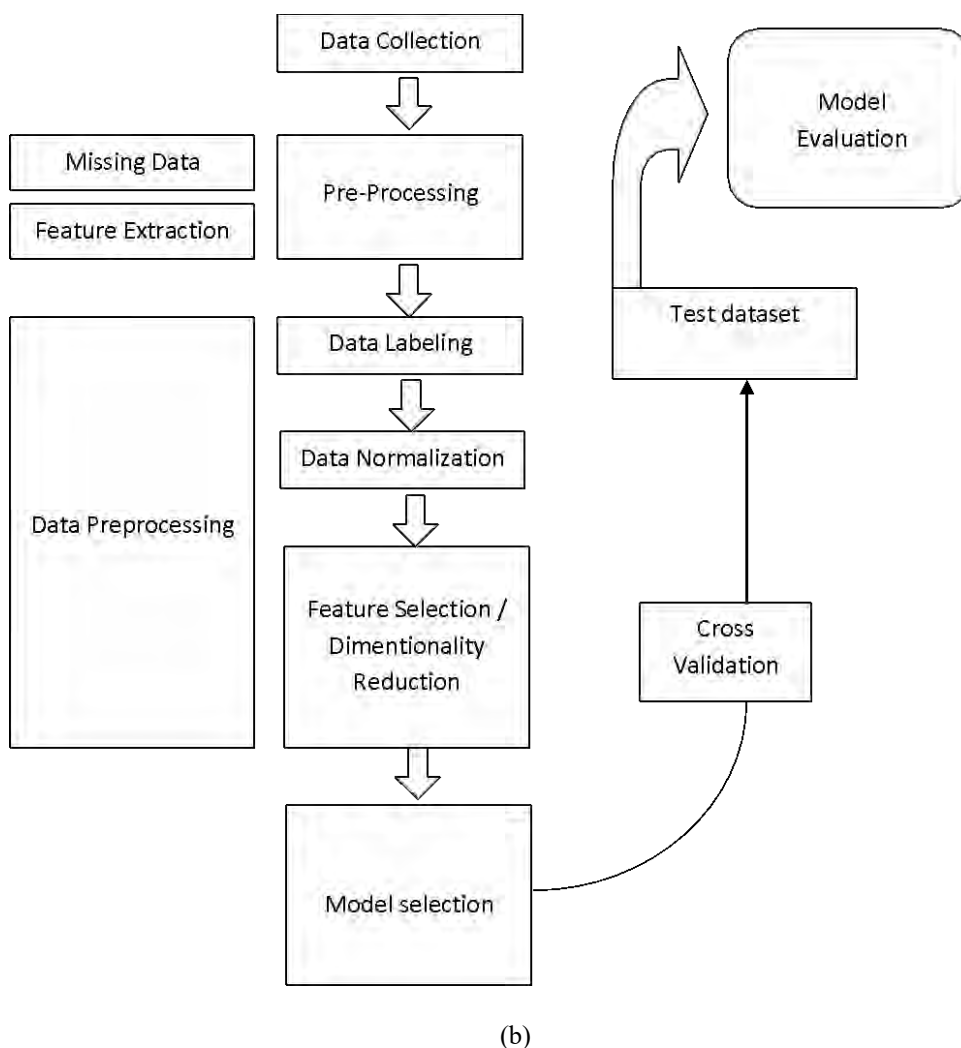 Data Collection
Missing Data
Feature Extraction
Pre-Processing
Data Preprocessing
Data Labeling
Data Normalization
Feature Selection /
Dimentionality
Reduction
Model selection
Cross
Validation
Test dataset
Model
Evaluation
(b)